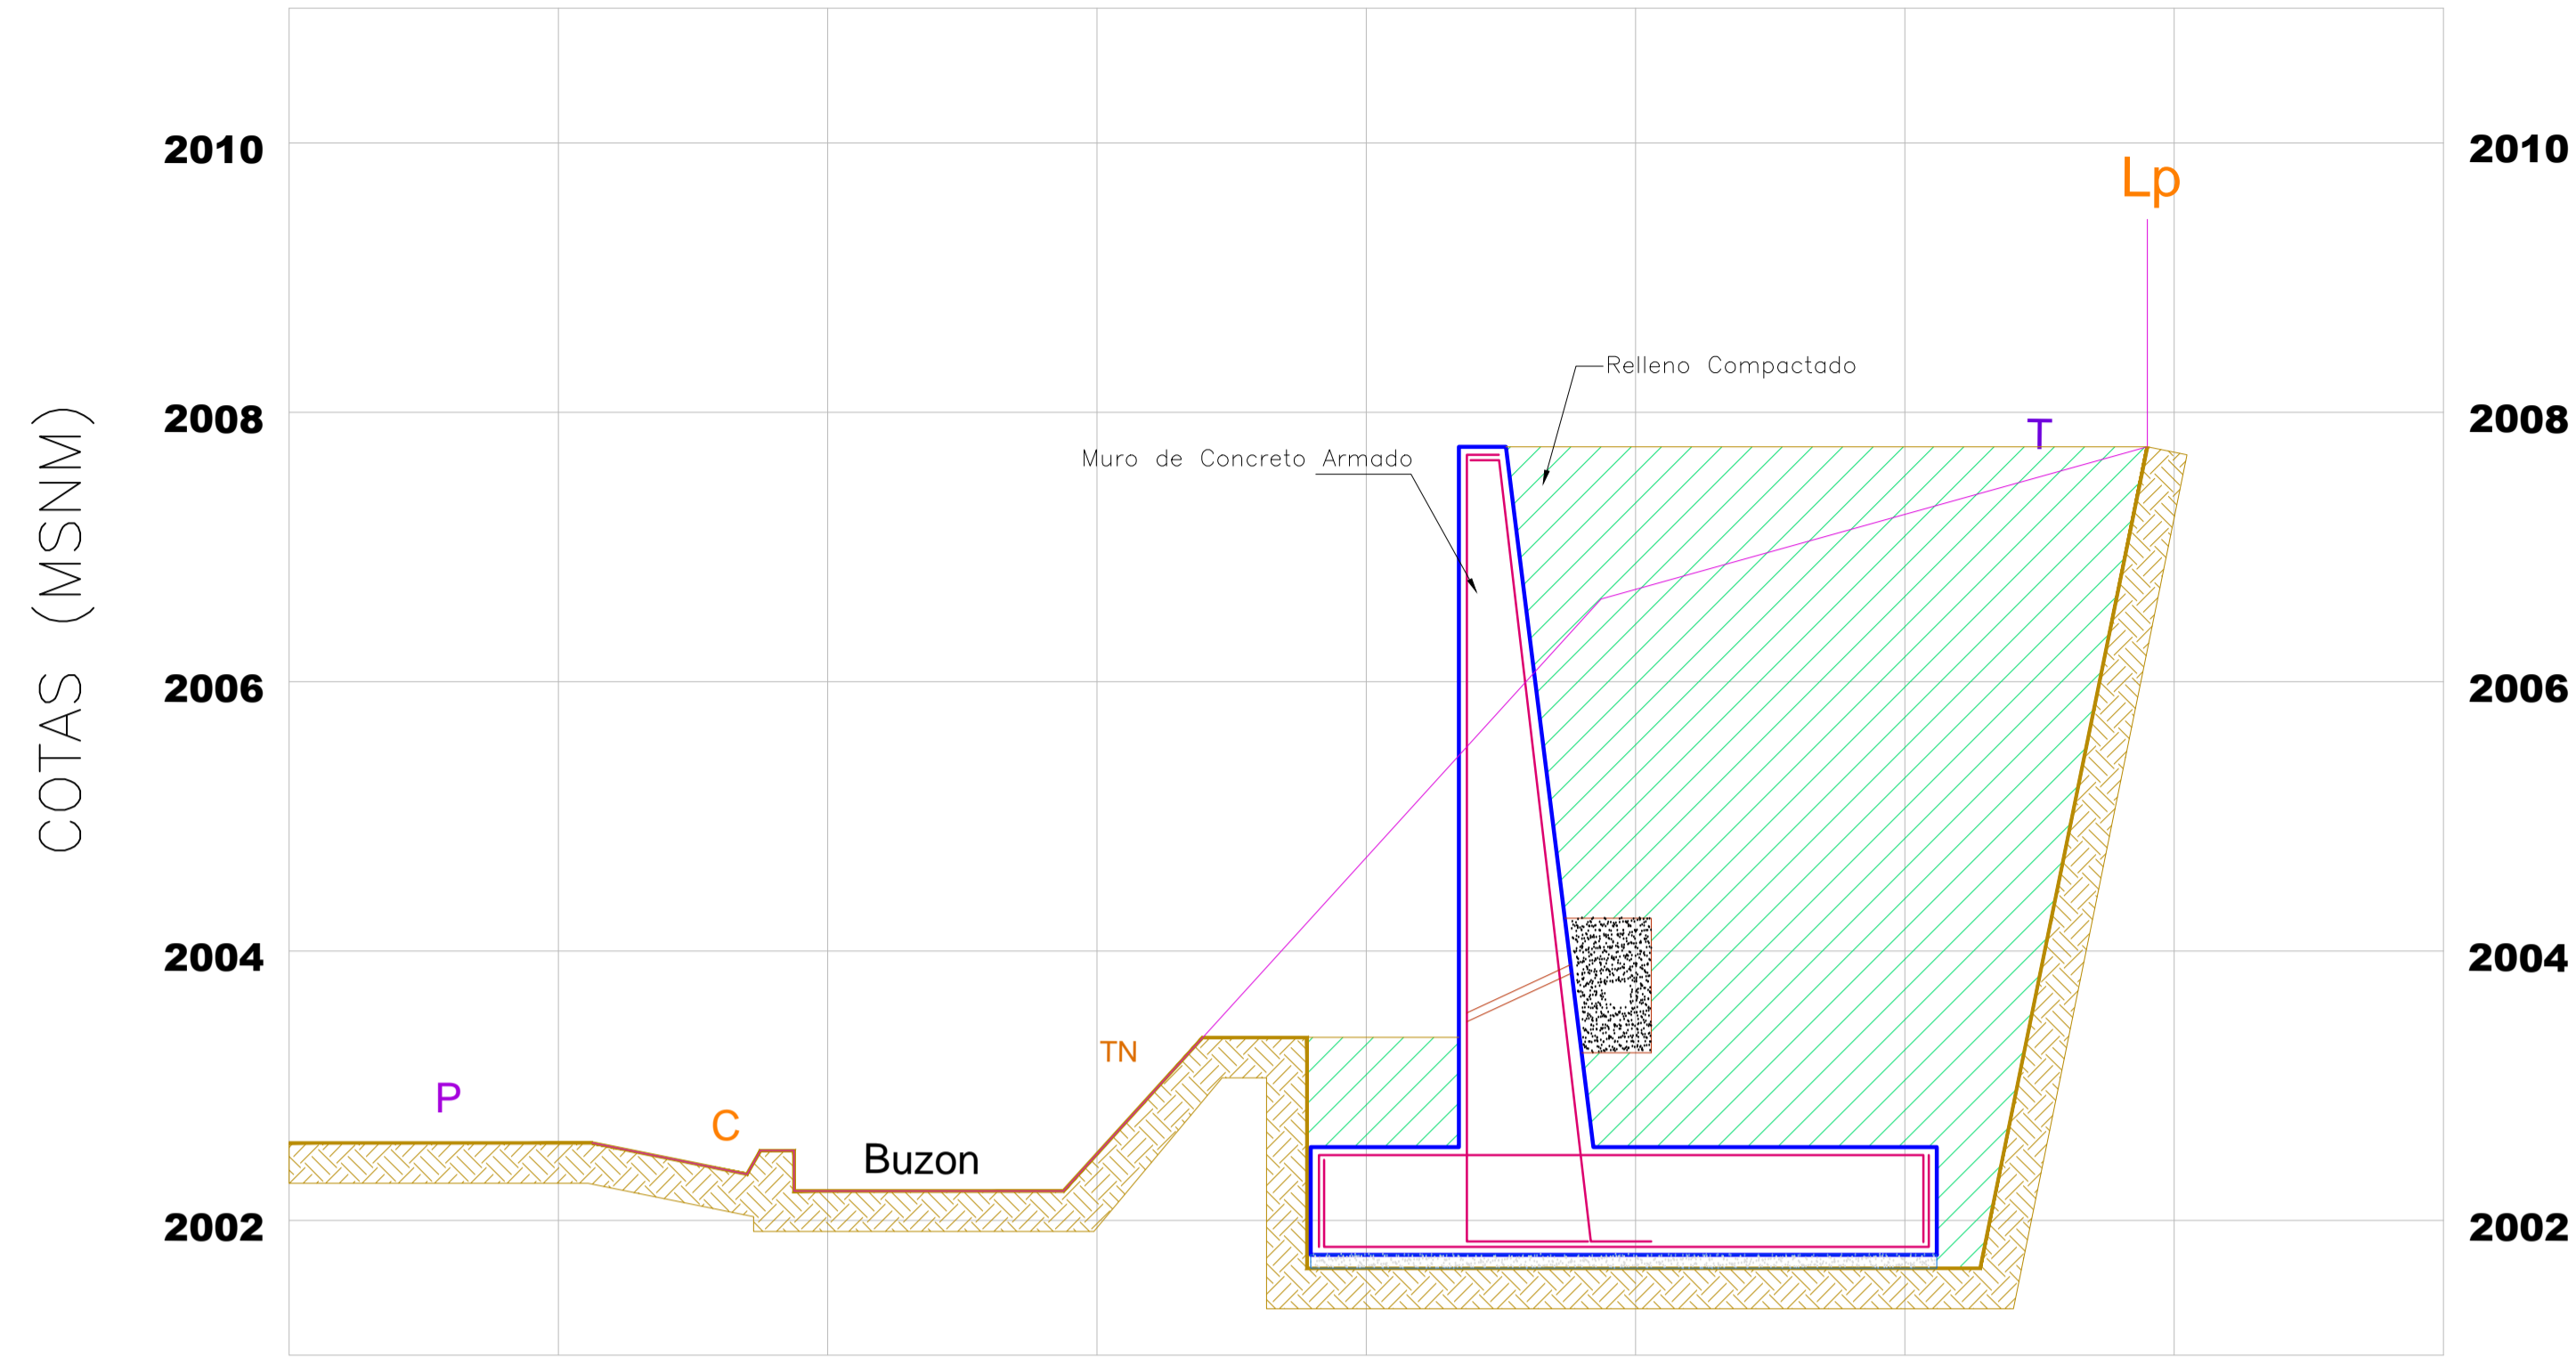 2010
2010
Lp
Relleno Compactado
2008
2008
T
Muro de Concreto Armado
COTAS (MSNM)
2006
2006
2004
2004
TN
P
C
Buzon
2002
2002